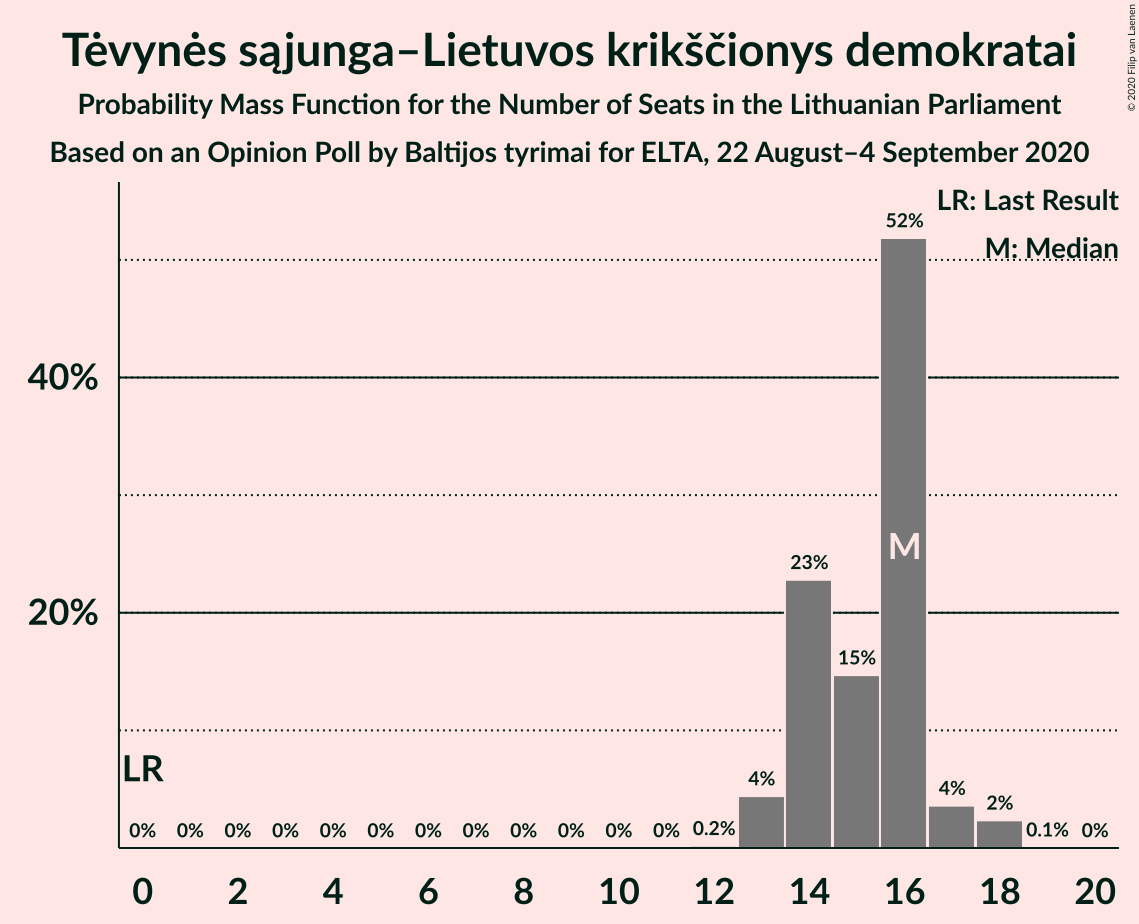 Tėvynės sąjunga–Lietuvos krikščionys demokratai
Probability Mass Function for the Number of Seats in the Lithuanian Parliament
Based on an Opinion Poll by Baltijos tyrimai for ELTA, 22 August–4 September 2020
© 2020 Filip van Laenen
LR: Last Result
M: Median
52%
40%
M
23%
20%
15%
LR
4%
4%
2%
0% 0% 0% 0% 0% 0% 0% 0% 0% 0% 0% 0% 0.2% 0.1% 0%
0 2 4 6 8 10 12 14 16 18 20